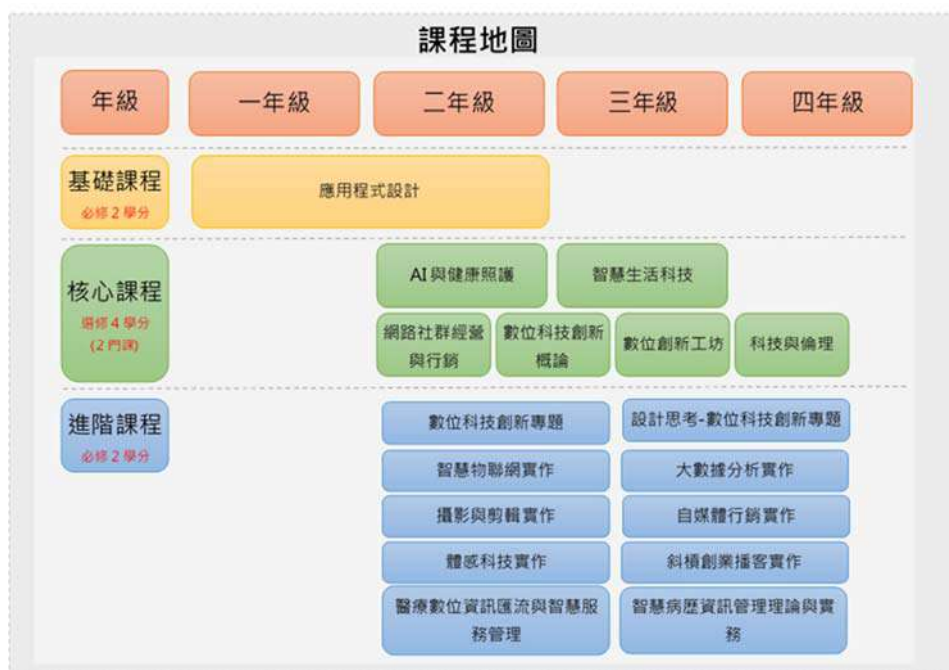 課程地圖
年級
一年級
二年級
三年級
四年級
基礎課程
必修2學分
應用程式設計
核心課程
選修4學分
(2門課)
AI與健康照護
智慧生活科技
網路社群經營
與行銷
數位科技創新
概論
數位創新工坊
科技與倫理
進階課程
必修2學分
數位科技創新專題
設計思考-數位科技創新專題
智慧物聯網實作
大數據分析實作
攝影與剪輯實作
自媒體行銷實作
體感科技實作
斜槓創業播客實作
醫療數位資訊匯流與智慧服
務管理
智慧病歷資訊管理理論與實
務